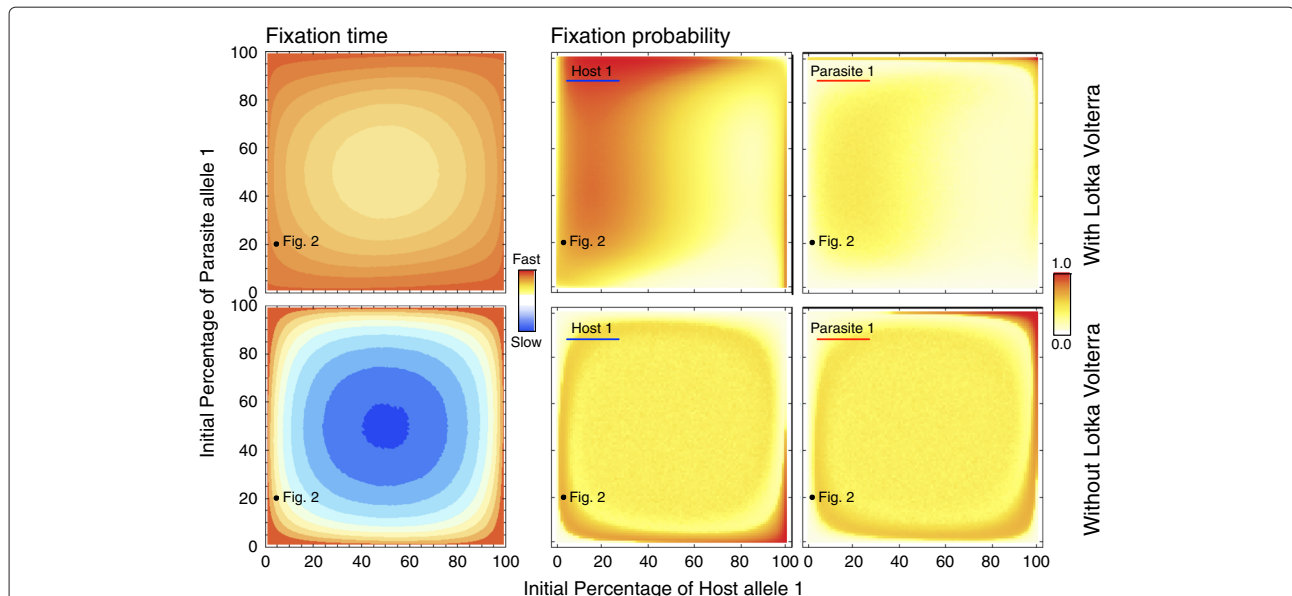 Fixation time
Fixation probability
100
80
60
40
20
0
Fig. 2
Host 1
Fig. 2
Parasite 1
Fig. 2
With Lotka Volterra
Fast
Slow
1.0
0.0
Initial Percentage of Parasite allele 1
100
80
60
40
20
0
Fig. 2
Host 1
Fig. 2
Parasite 1
Fig. 2
Without Lotka Volterra
0 20 40 60 80 100
0 20 40 60 80 100
0 20 40 60 80 100
Initial Percentage of Host allele 1